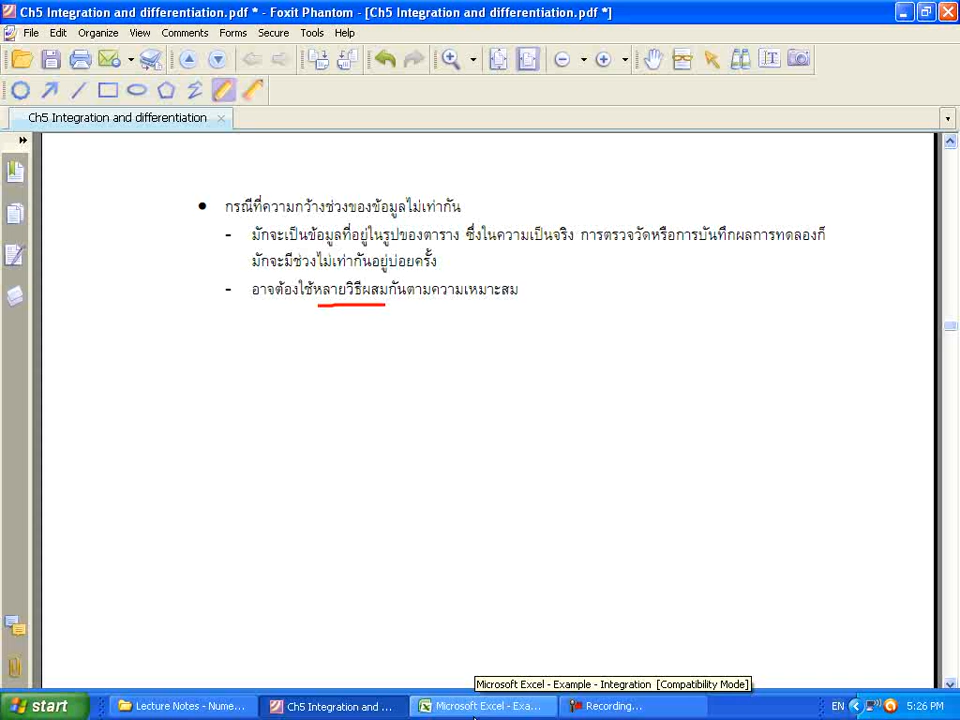 Ch5 Integration and differentiation.pdf * - Foxit Phantom - [Ch5 Integration and differentiation.pdf *]
File Edit Organize View Comments Forms Secure Tools Help
Ch5 Integration and differentiation
กรณีที่ความกว้างช่วงของข้อมูลไม่เท่ากัน
- มักจะเป็นข้อมูลที่อยู่ในรูปของตาราง ซึ่งในความเป็นจริง การตรวจวัดหรือการบันทึกผลการทดลองก็
มักจะมีช่วงไม่เท่ากันอยู่บ่อยครั้ง
- อาจต้องใช้หลายวิธีผสมกันตามความเหมาะสม
Microsoft Excel - Example - Integration [Compatibility Mode]
start Lecture Notes - Nume... Ch5 Integration and ... Microsoft Excel - Exa... Recording... EN 5:26 PM